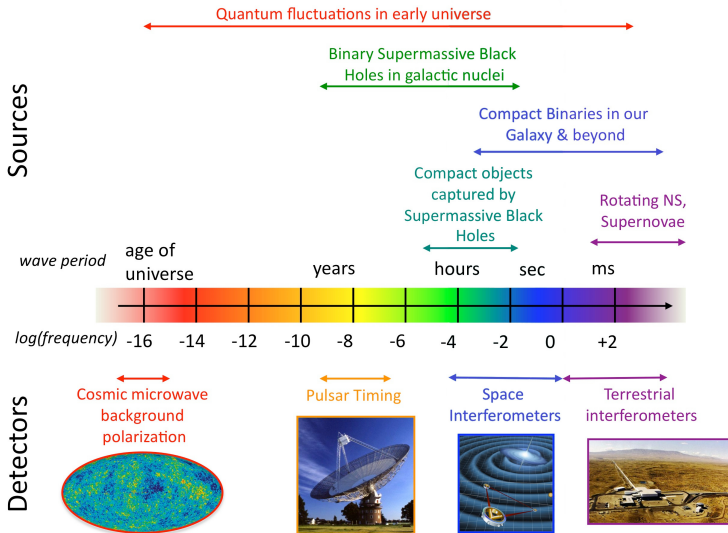 Quantum fluctuations in early universe
Binary Supermassive Black
Holes in galactic nuclei
Sources
Compact Binaries in our
Galaxy & beyond
Compact objects
captured by
Supermassive Black
Holes
Rotating NS,
Supernovae
wave period
age of
universe
years
hours
sec
ms
log(frequency)
-16
-14
-12
-10
-8
-6
-4
-2
0
+2
Detectors
Cosmic microwave
background
polarization
Pulsar Timing
Space
Interferometers
Terrestrial
interferometers